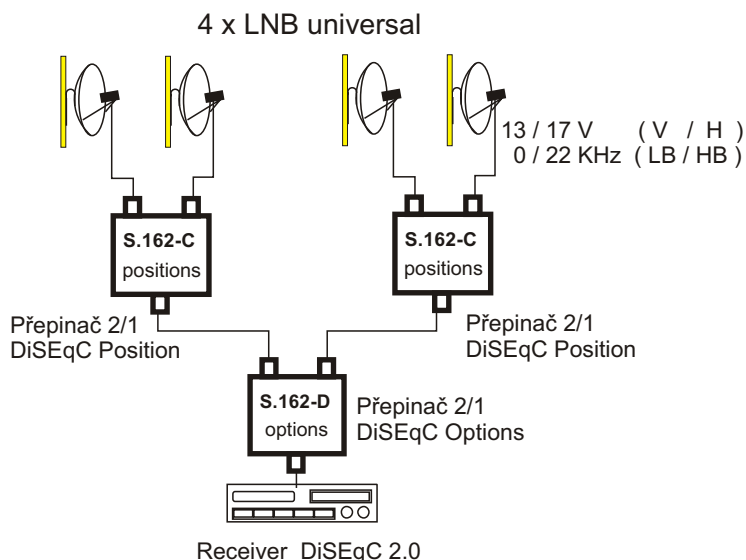 4 x LNB universal
13 / 17 V ( V / H )
0 / 22 KHz ( LB / HB )
S.162-C
positions
S.162-C
positions
Přepinač 2/1
DiSEqC Position
Přepinač 2/1
DiSEqC Position
S.162-D
options
Přepinač 2/1
DiSEqC Options
Receiver DiSEqC 2.0